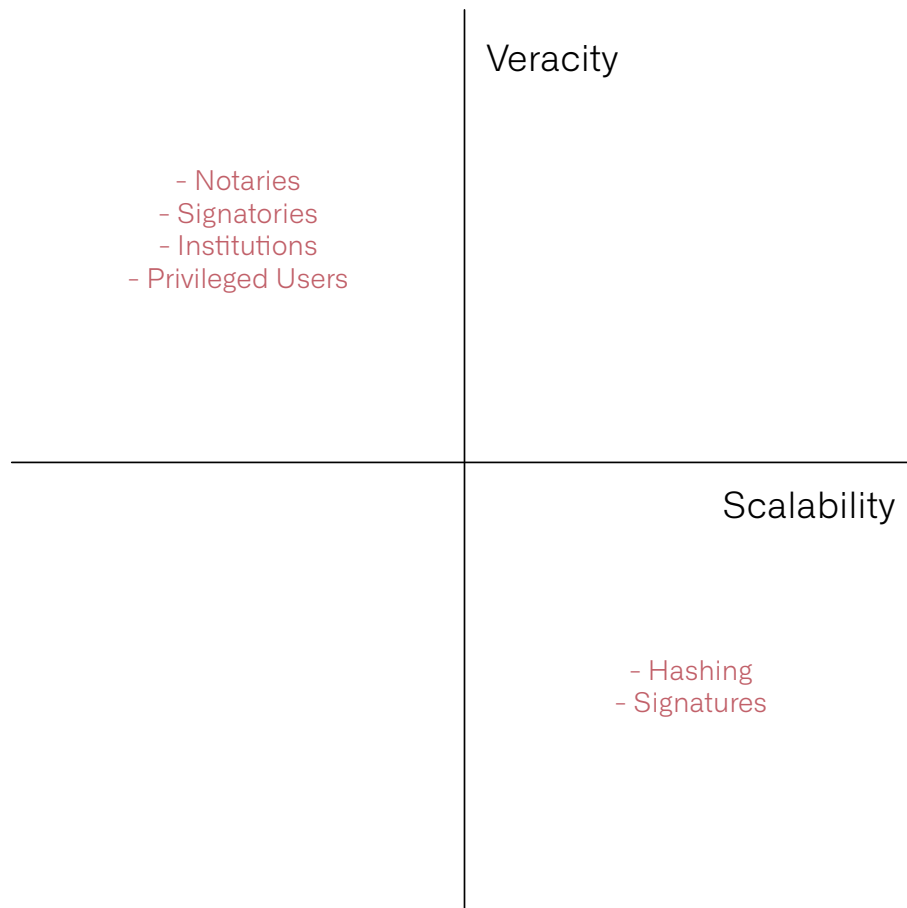 Veracity
- Notaries
- Signatories
- Institutions
- Privileged Users
Scalability
- Hashing
- Signatures